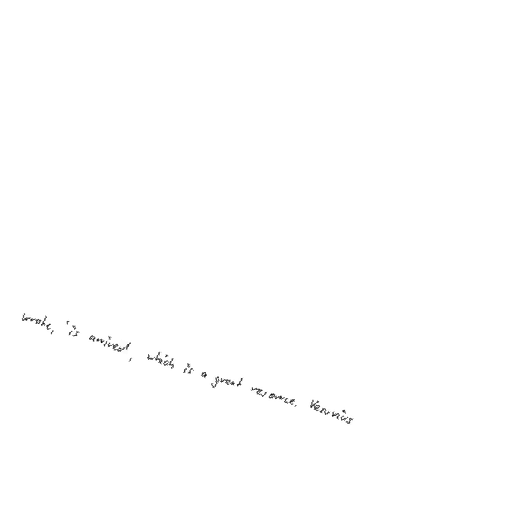 wrote, is arrived, which is a great resource. Vesuvius